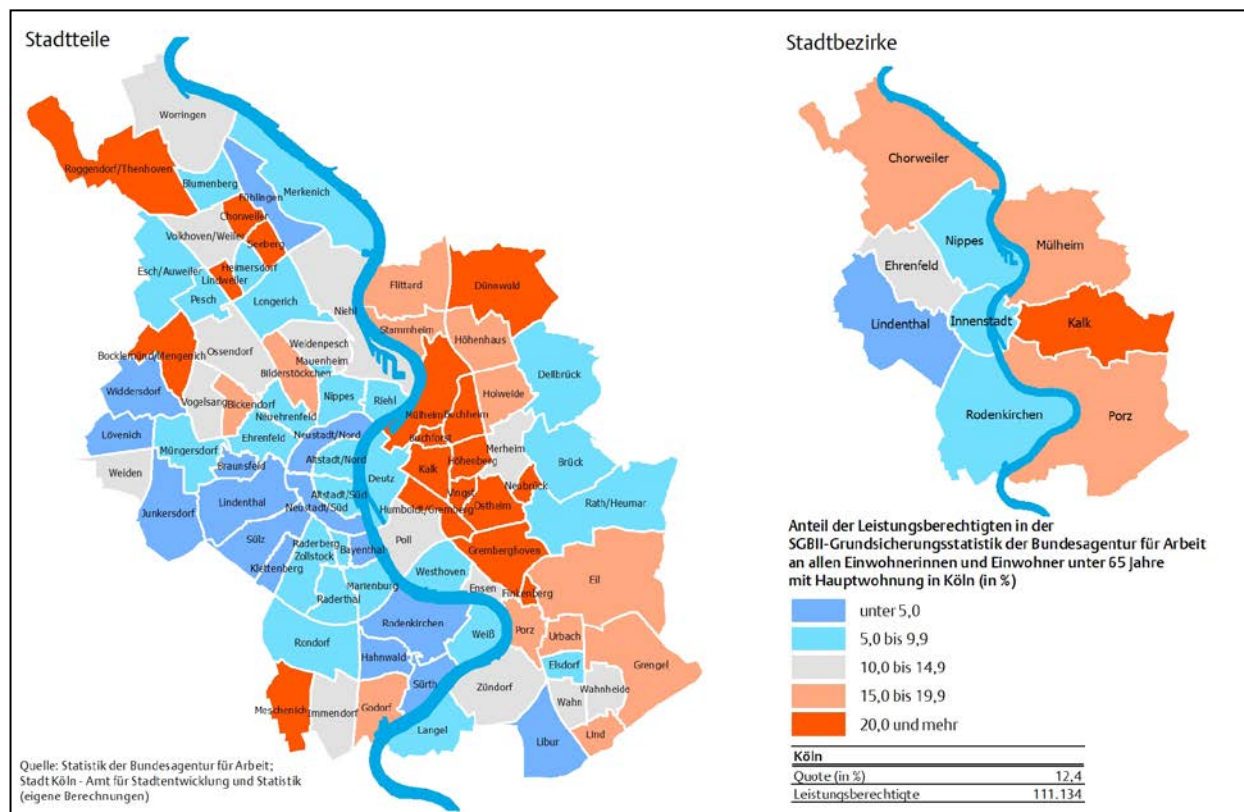 Stadtteile
Worringen
Roggendorf/Thenhoven
Blumenberg
Fühlingen
Merkenich
Chorweiler
Volkhoven/Weiler
Seeberg
Heimersdorf
Esch/Auweiler
Lindweiler
Pesch
Longerich
Niehl
Flittard
Dünnwald
Stammheim
Höhenhaus
Weidenpesch
Ossendorf
Bocklemünd/Mengenich
Mauenheim
Bilderstöckchen
Dellbrück
Widdersdorf
Vogelsang
Bickendorf
Nippes
Riehl
Holweide
Neuehrenfeld
Mülheim
Buchheim
Lövenich
Müngersdorf
Ehrenfeld
Neustadt/Nord
Buchforst
Merheim
Weiden
Braunsfeld
Altstadt/Nord
Höhenberg
Brück
Deutz
Kalk
Neubrück
Lindenthal
Altstadt/Süd
Vingst
Ostheim
Rath/Heumar
Junkersdorf
Neustadt/Süd
Humboldt/Gremberg
Sülz
Raderberg
Zollstock
Bayenthal
Poll
Gremberghoven
Klettenberg
Marienburg
Westhoven
Ensen
Eil
Raderthal
Finkenberg
Rodenkirchen
Weiß
Porz
Urbach
Rondorf
Hahnwald
Elsdorf
Grengel
Sürth
Zündorf
Wahn
Wahnheide
Meschenich
Immendorf
Godorf
Langel
Libur
Lind
Quelle: Statistik der Bundesagentur für Arbeit;
Stadt Köln - Amt für Stadtentwicklung und Statistik
(eigene Berechnungen)
Stadtbezirke
Chorweiler
Nippes
Mülheim
Ehrenfeld
Lindenthal
Innenstadt
Kalk
Rodenkirchen
Porz
Anteil der Leistungsberechtigten in der
SGBII-Grundsicherungsstatistik der Bundesagentur für Arbeit
an allen Einwohnerinnen und Einwohner unter 65 Jahre
mit Hauptwohnung in Köln (in %)
unter 5,0
5,0 bis 9,9
10,0 bis 14,9
15,0 bis 19,9
20,0 und mehr
Köln
Quote (in %) 12,4
Leistungsberechtigte 111.134